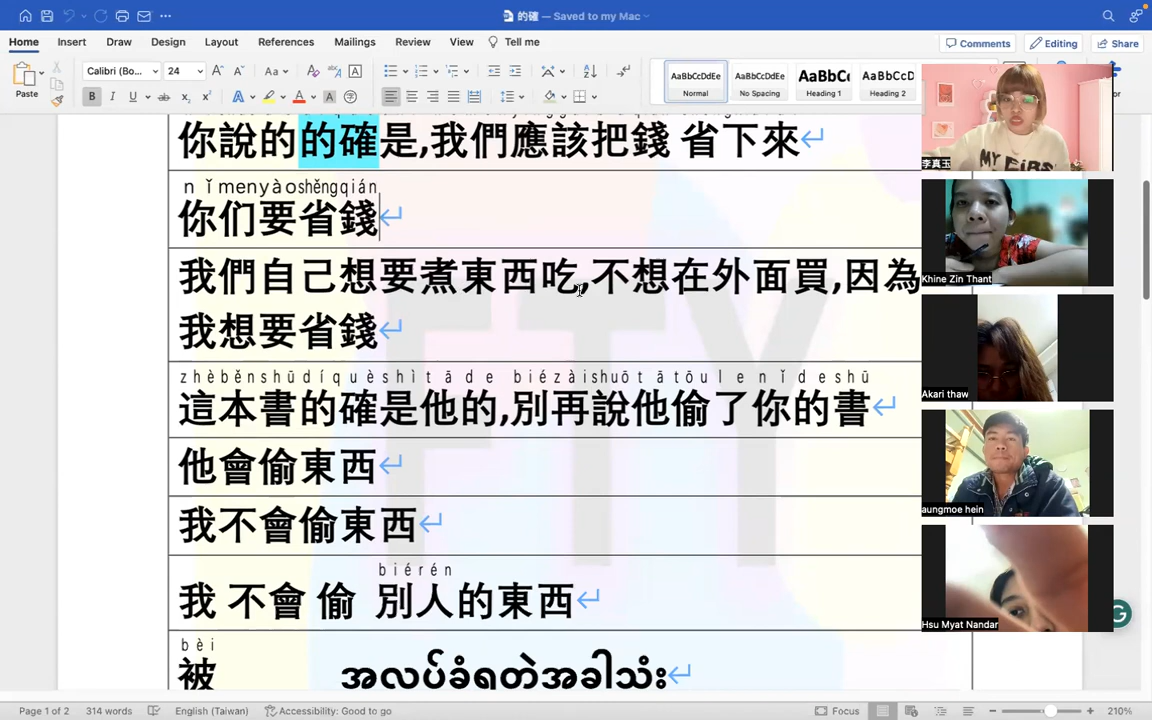 的確 — Saved to my Mac
Home Insert Draw Design Layout References Mailings Review View Tell me
Comments Editing Share
Paste
Calibri (Bo... 24
AaBbCcDdEe AaBbCcDdEe AaBbCc AaBbCcD
Normal No Spacing Heading 1 Heading 2
你說的的確是,我們應該把錢 省下來
nǐmenyàoshěngqián
你们要省錢
我們自己想要煮東西吃,不想在外面買,因為
我想要省錢
zhèběnshūdíquèshìtāde biézàishuōtātōulenǐdeshū
這本書的確是他的,別再說他偷了你的書
他會偷東西
我不會偷東西
biérén
我 不會 偷 別人的東西
bèi
被 အလုပ်ခံရတဲအခါသုံး
FTY
李真玉
MY FIRS
Khine Zin Thant
Akari thaw
aungmoe hein
Hsu Myat Nandar
Page 1 of 2 314 words English (Taiwan) Accessibility: Good to go Focus 210%